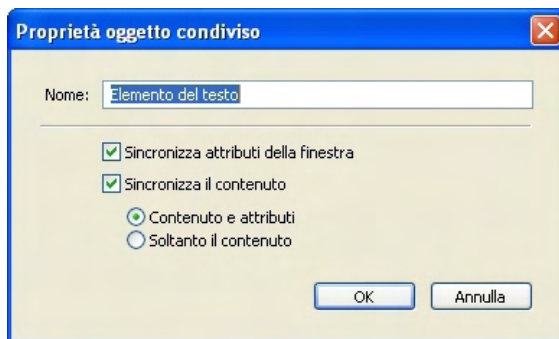 Proprietà oggetto condiviso
Nome: Elemento del testo
Sincronizza attributi della finestra
Sincronizza il contenuto
Contenuto e attributi
Soltanto il contenuto
OK Annulla